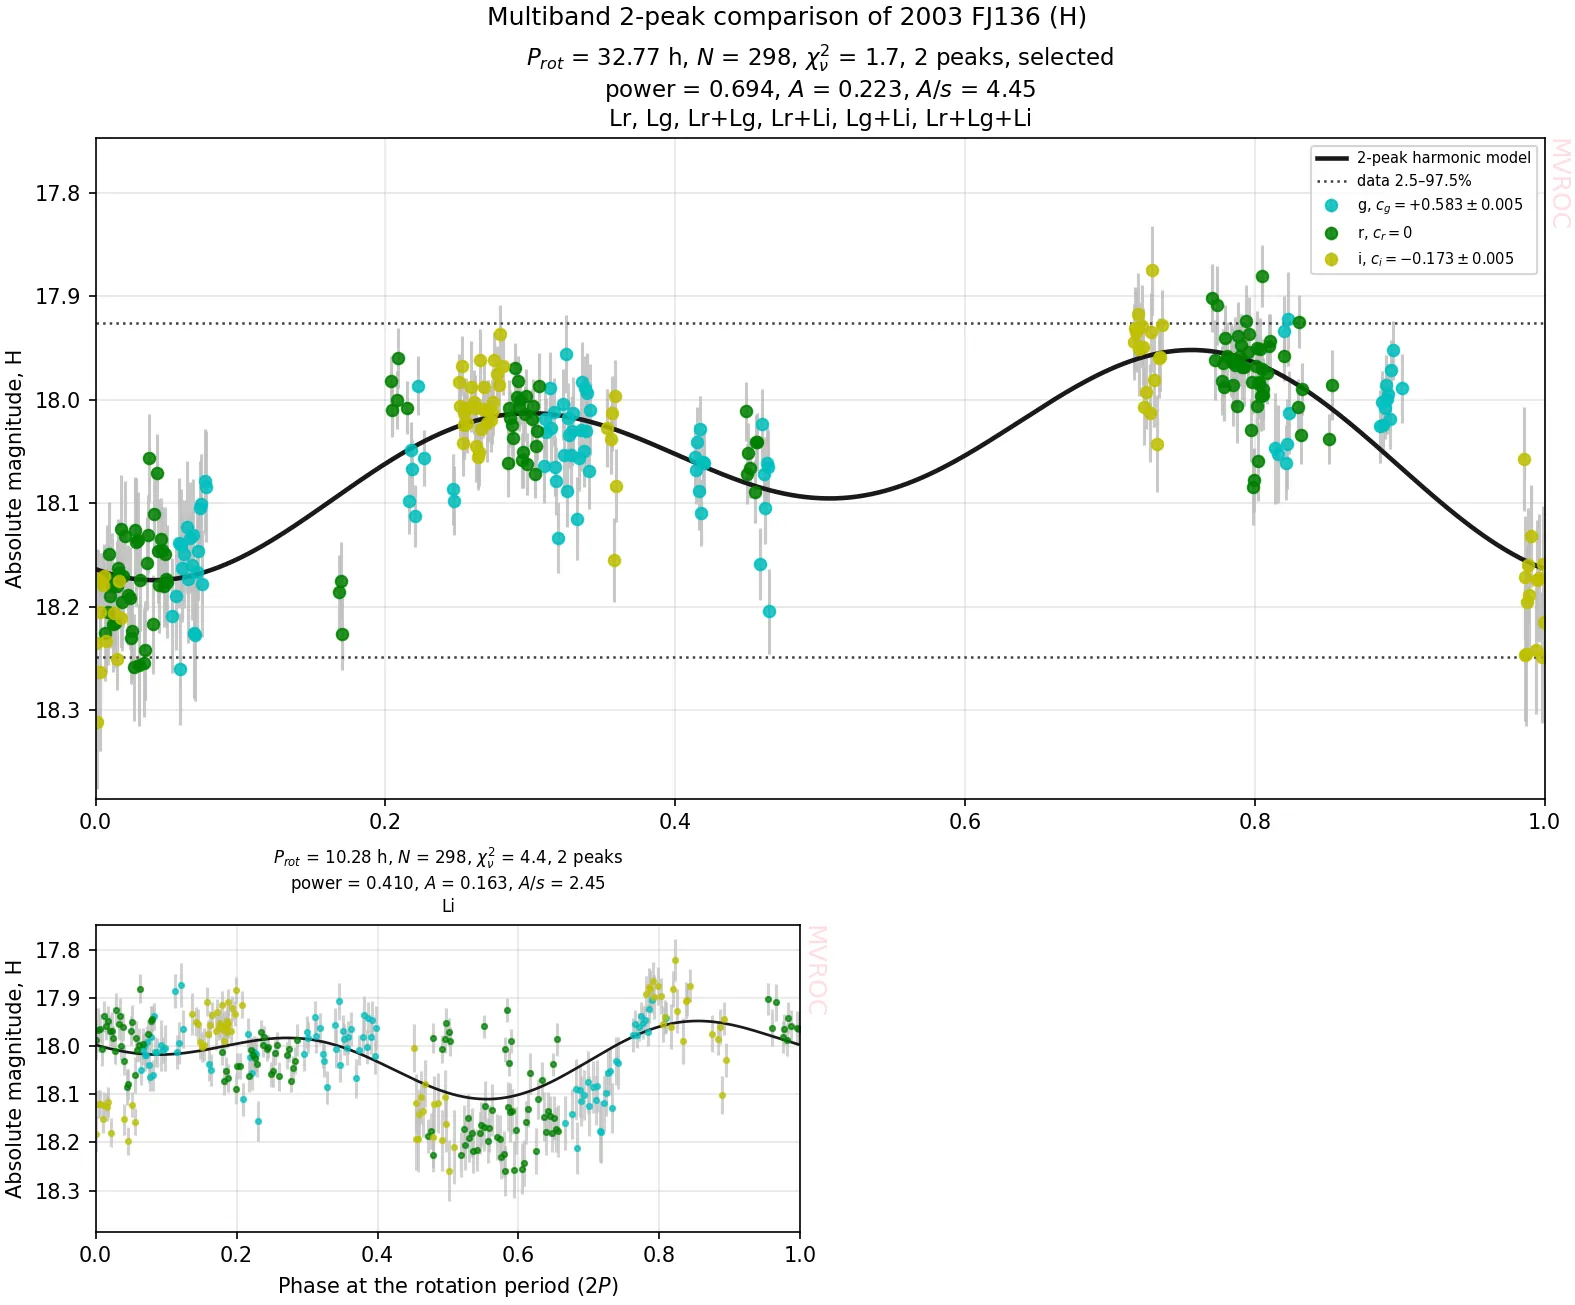 Multiband 2-peak comparison of 2003 FJ136 (H)
P_rot = 32.77 h, N = 298, χ²_ν = 1.7, 2 peaks, selected
power = 0.694, A = 0.223, A/s = 4.45
Lr, Lg, Lr+Lg, Lr+Li, Lg+Li, Lr+Lg+Li
2-peak harmonic model
data 2.5–97.5%
g, c_g = +0.583 ± 0.005
r, c_r = 0
i, c_i = −0.173 ± 0.005
MVROC
Absolute magnitude, H
17.8
17.9
18.0
18.1
18.2
18.3
0.0 0.2 0.4 0.6 0.8 1.0
P_rot = 10.28 h, N = 298, χ²_ν = 4.4, 2 peaks
power = 0.410, A = 0.163, A/s = 2.45
Li
MVROC
Absolute magnitude, H
17.8
17.9
18.0
18.1
18.2
18.3
0.0 0.2 0.4 0.6 0.8 1.0
Phase at the rotation period (2P)